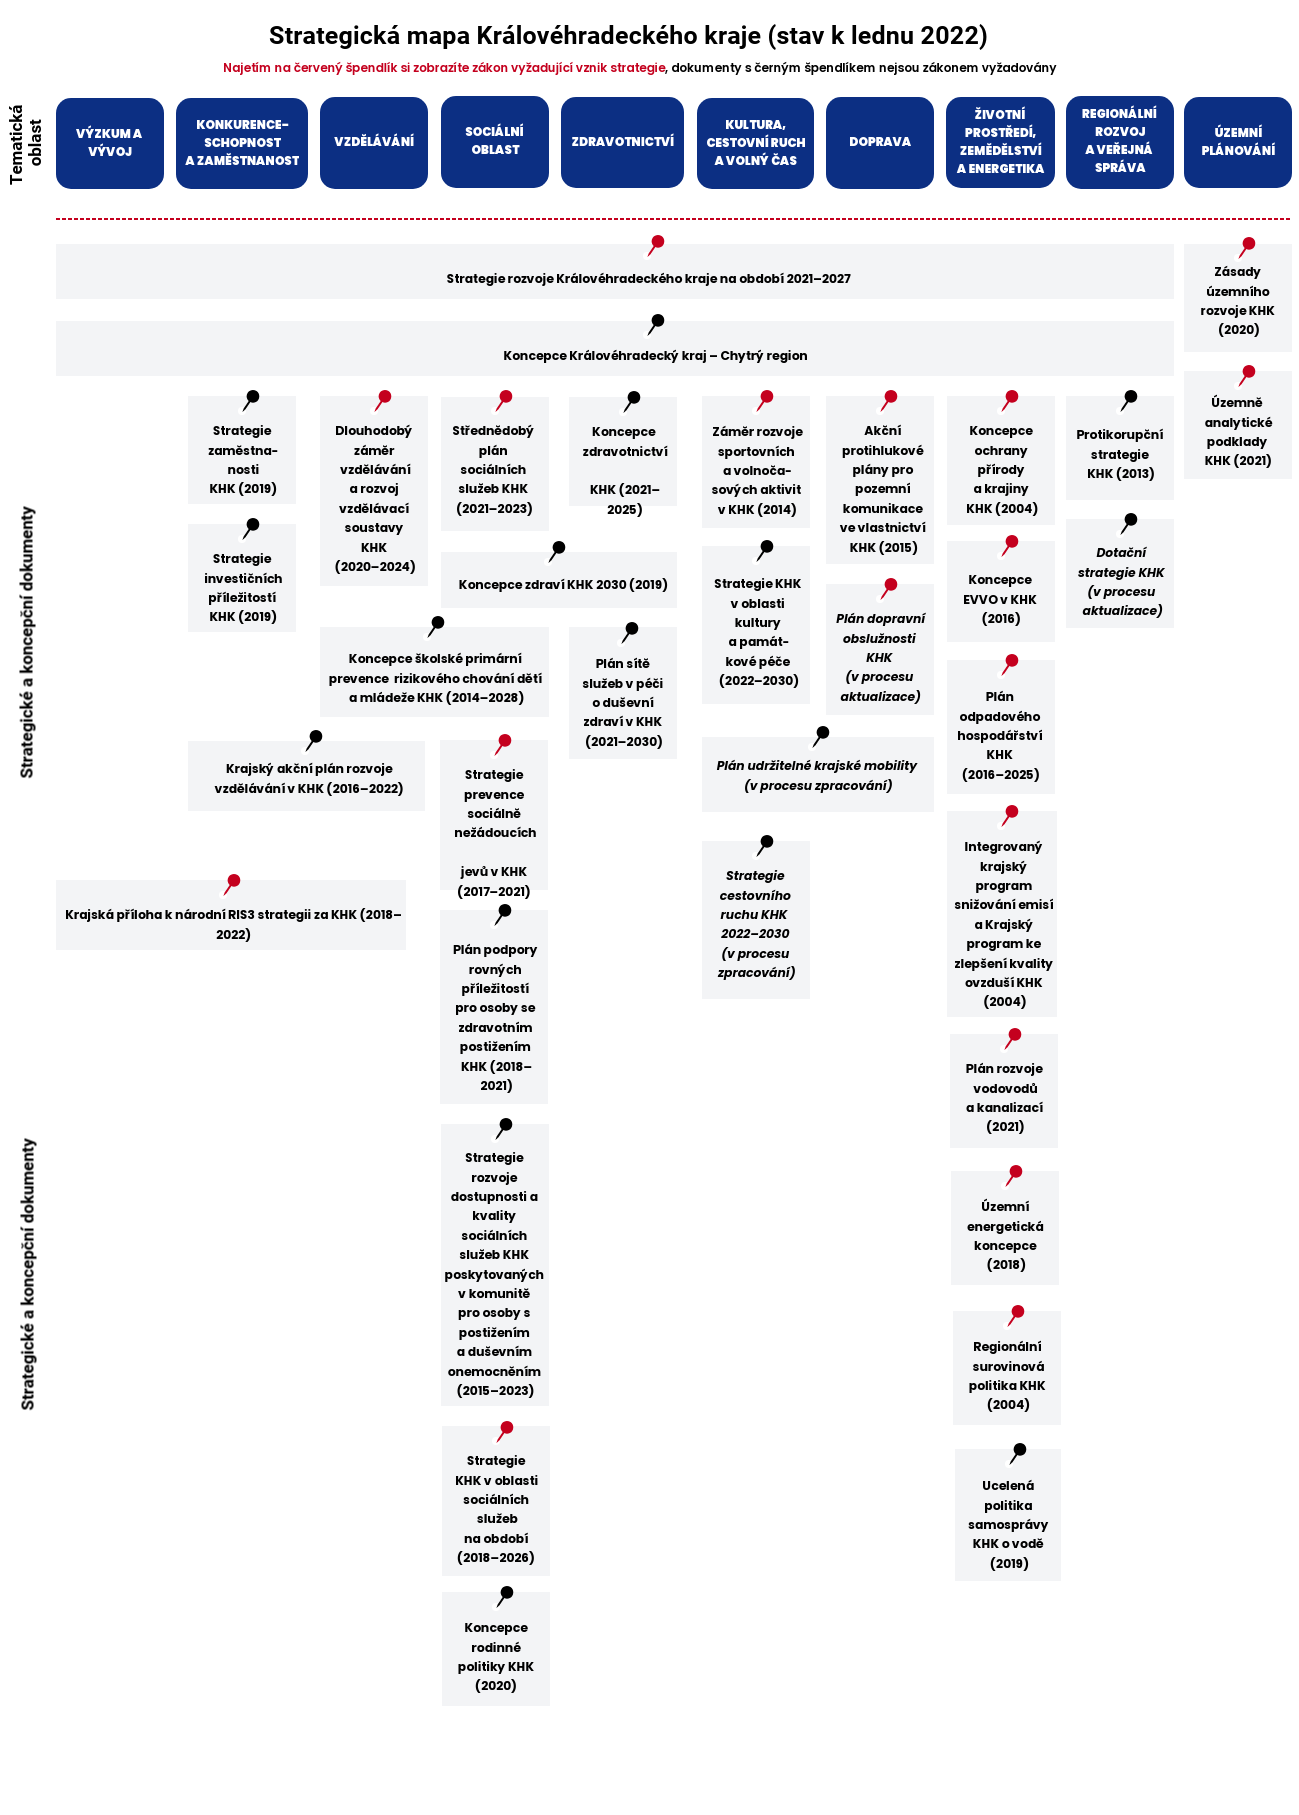 Strategická mapa Královéhradeckého kraje (stav k lednu 2022)
Najetím na červený špendlík si zobrazíte zákon vyžadující vznik strategie, dokumenty s černým špendlíkem nejsou zákonem vyžadovány
Tematická
oblast
VÝZKUM A
VÝVOJ
KONKURENCE-
SCHOPNOST
A ZAMĚSTNANOST
VZDĚLÁVÁNÍ
SOCIÁLNÍ
OBLAST
ZDRAVOTNICTVÍ
KULTURA,
CESTOVNÍ RUCH
A VOLNÝ ČAS
DOPRAVA
ŽIVOTNÍ
PROSTŘEDÍ,
ZEMĚDĚLSTVÍ
A ENERGETIKA
REGIONÁLNÍ
ROZVOJ
A VEŘEJNÁ
SPRÁVA
ÚZEMNÍ
PLÁNOVÁNÍ
Strategické a koncepční dokumenty
Strategie rozvoje Královéhradeckého kraje na období 2021–2027
Koncepce Královéhradecký kraj – Chytrý region
Zásady
územního
rozvoje KHK
(2020)
Územně
analytické
podklady
KHK (2021)
Strategie
zaměstna-
nosti
KHK (2019)
Strategie
investičních
příležitostí
KHK (2019)
Dlouhodobý
záměr
vzdělávání
a rozvoj
vzdělávací
soustavy
KHK
(2020–2024)
Střednědobý
plán
sociálních
služeb KHK
(2021–2023)
Koncepce
zdravotnictví
KHK (2021–
2025)
Koncepce zdraví KHK 2030 (2019)
Koncepce školské primární
prevence rizikového chování dětí
a mládeže KHK (2014–2028)
Plán sítě
služeb v péči
o duševní
zdraví v KHK
(2021–2030)
Krajský akční plán rozvoje
vzdělávání v KHK (2016–2022)
Strategie
prevence
sociálně
nežádoucích
jevů v KHK
(2017–2021)
Krajská příloha k národní RIS3 strategii za KHK (2018–
2022)
Záměr rozvoje
sportovních
a volnoča-
sových aktivit
v KHK (2014)
Strategie KHK
v oblasti
kultury
a památ-
kové péče
(2022–2030)
Akční
protihlukové
plány pro
pozemní
komunikace
ve vlastnictví
KHK (2015)
Plán dopravní
obslužnosti
KHK
(v procesu
aktualizace)
Plán udržitelné krajské mobility
(v procesu zpracování)
Strategie
cestovního
ruchu KHK
2022–2030
(v procesu
zpracování)
Koncepce
ochrany
přírody
a krajiny
KHK (2004)
Koncepce
EVVO v KHK
(2016)
Plán
odpadového
hospodářství
KHK
(2016–2025)
Integrovaný
krajský
program
snižování emisí
a Krajský
program ke
zlepšení kvality
ovzduší KHK
(2004)
Protikorupční
strategie
KHK (2013)
Dotační
strategie KHK
(v procesu
aktualizace)
Strategické a koncepční dokumenty
Plán podpory
rovných
příležitostí
pro osoby se
zdravotním
postižením
KHK (2018–
2021)
Strategie
rozvoje
dostupnosti a
kvality
sociálních
služeb KHK
poskytovaných
v komunitě
pro osoby s
postižením
a duševním
onemocněním
(2015–2023)
Strategie
KHK v oblasti
sociálních
služeb
na období
(2018–2026)
Koncepce
rodinné
politiky KHK
(2020)
Plán rozvoje
vodovodů
a kanalizací
(2021)
Územní
energetická
koncepce
(2018)
Regionální
surovinová
politika KHK
(2004)
Ucelená
politika
samosprávy
KHK o vodě
(2019)